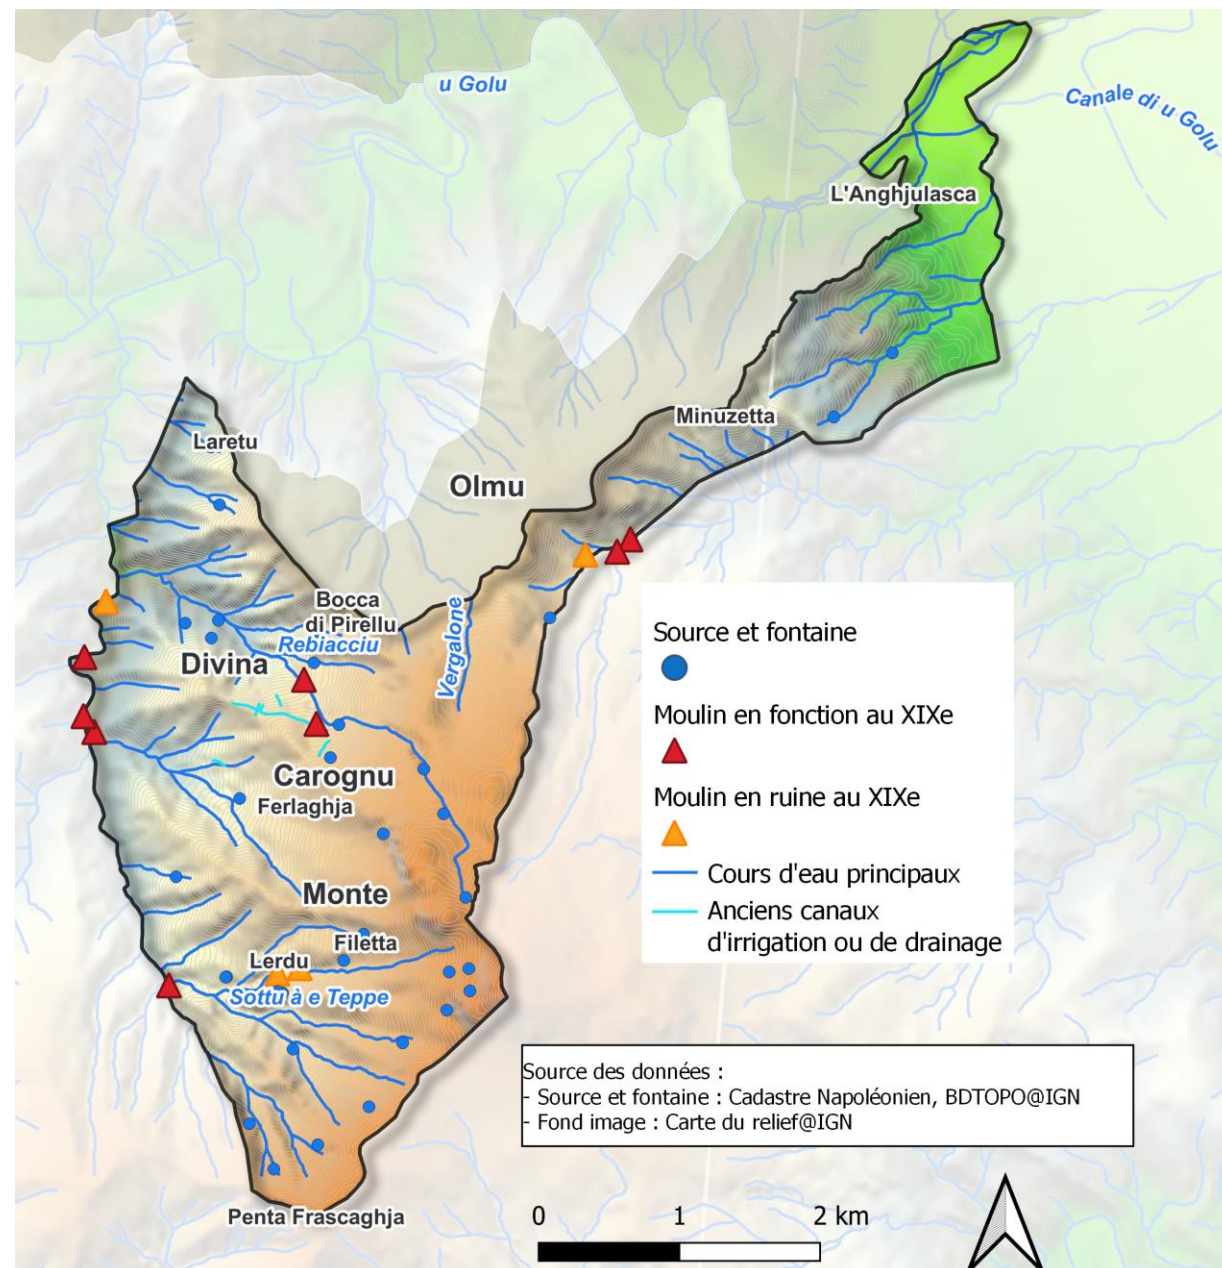 u Golu
Canale di u Golu
L'Anghjulasca
Minuzetta
Laretu
Olmu
Bocca
di Pirellu
Rebiacciu
Vergalone
Divina
Carognu
Ferlaghja
Monte
Filetta
Lerdu
Sottu à e Teppe
Penta Frascaghja
Source et fontaine
Moulin en fonction au XIXe
Moulin en ruine au XIXe
Cours d'eau principaux
Anciens canaux
d'irrigation ou de drainage
Source des données :
- Source et fontaine : Cadastre Napoléonien, BDTOPO@IGN
- Fond image : Carte du relief@IGN
0 1 2 km